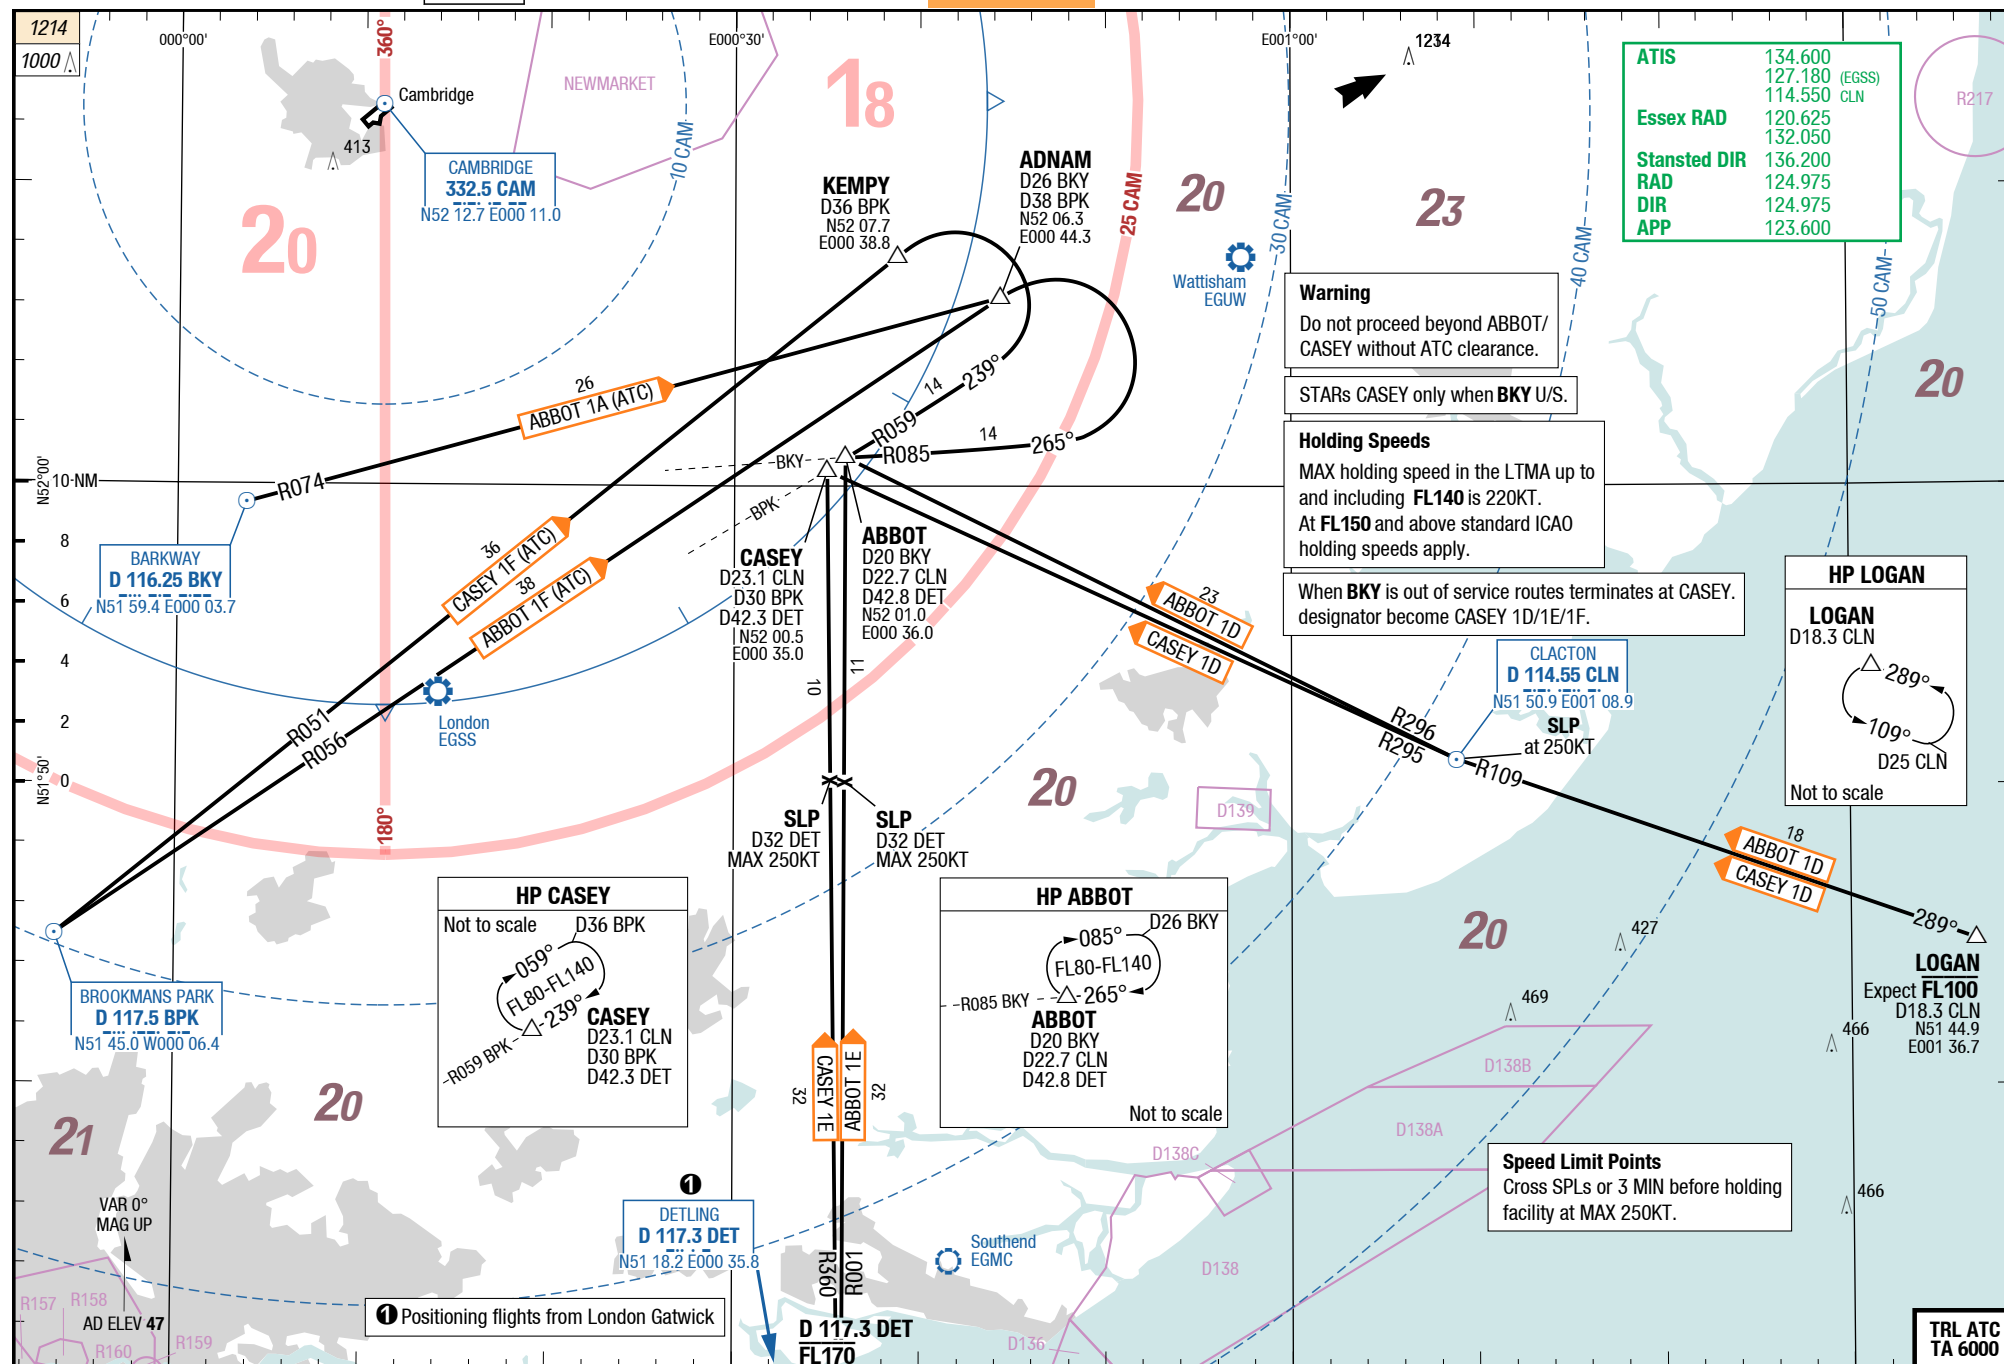 1214
1000
000°00'
360°
E000°30'
E001°00'
1234
Cambridge
413
NEWMARKET
18
10 CAM
CAMBRIDGE
332.5 CAM
N52 12.7 E000 11.0
20
KEMPY
D36 BPK
N52 07.7
E000 38.8
ADNAM
D26 BKY
D38 BPK
N52 06.3
E000 44.3
25 CAM
20
23
30 CAM
40 CAM
50 CAM
Wattisham
EGUW
ATIS 134.600
127.180 (EGSS)
114.550 CLN
Essex RAD 120.625
132.050
Stansted DIR 136.200
RAD 124.975
DIR 124.975
APP 123.600
R217
Warning
Do not proceed beyond ABBOT/
CASEY without ATC clearance.
STARs CASEY only when BKY U/S.
Holding Speeds
MAX holding speed in the LTMA up to
and including FL140 is 220KT.
At FL150 and above standard ICAO
holding speeds apply.
When BKY is out of service routes terminates at CASEY.
designator become CASEY 1D/1E/1F.
20
26
ABBOT 1A (ATC)
14
239°
R059
R085
14
265°
N52°00'
10 NM
8
6
4
2
0
N51°50'
R074
BKY
BPK
BARKWAY
D 116.25 BKY
N51 59.4 E000 03.7
36
CASEY 1F (ATC)
38
ABBOT 1F (ATC)
CASEY
D23.1 CLN
D30 BPK
D42.3 DET
N52 00.5
E000 35.0
ABBOT
D20 BKY
D22.7 CLN
D42.8 DET
N52 01.0
E000 36.0
10
11
23
ABBOT 1D
CASEY 1D
CLACTON
D 114.55 CLN
N51 50.9 E001 08.9
SLP
at 250KT
R296
R295
R109
HP LOGAN
LOGAN
D18.3 CLN
289°
109°
D25 CLN
Not to scale
London
EGSS
R051
R056
180°
20
D139
SLP
D32 DET
MAX 250KT
SLP
D32 DET
MAX 250KT
18
ABBOT 1D
CASEY 1D
289°
LOGAN
Expect FL100
D18.3 CLN
N51 44.9
E001 36.7
HP CASEY
Not to scale
D36 BPK
059°
FL80-FL140
239°
R059 BPK
CASEY
D23.1 CLN
D30 BPK
D42.3 DET
HP ABBOT
D26 BKY
085°
FL80-FL140
R085 BKY
265°
ABBOT
D20 BKY
D22.7 CLN
D42.8 DET
Not to scale
20
427
469
466
466
BROOKMANS PARK
D 117.5 BPK
N51 45.0 W000 06.4
20
21
32
CASEY 1E
ABBOT 1E
32
D138B
D138A
D138C
D138
D136
Speed Limit Points
Cross SPLs or 3 MIN before holding
facility at MAX 250KT.
VAR 0°
MAG UP
1
DETLING
D 117.3 DET
N51 18.2 E000 35.8
Southend
EGMC
R360
R001
R157
R158
AD ELEV 47
R159
R160
1 Positioning flights from London Gatwick
D 117.3 DET
FL170
TRL ATC
TA 6000